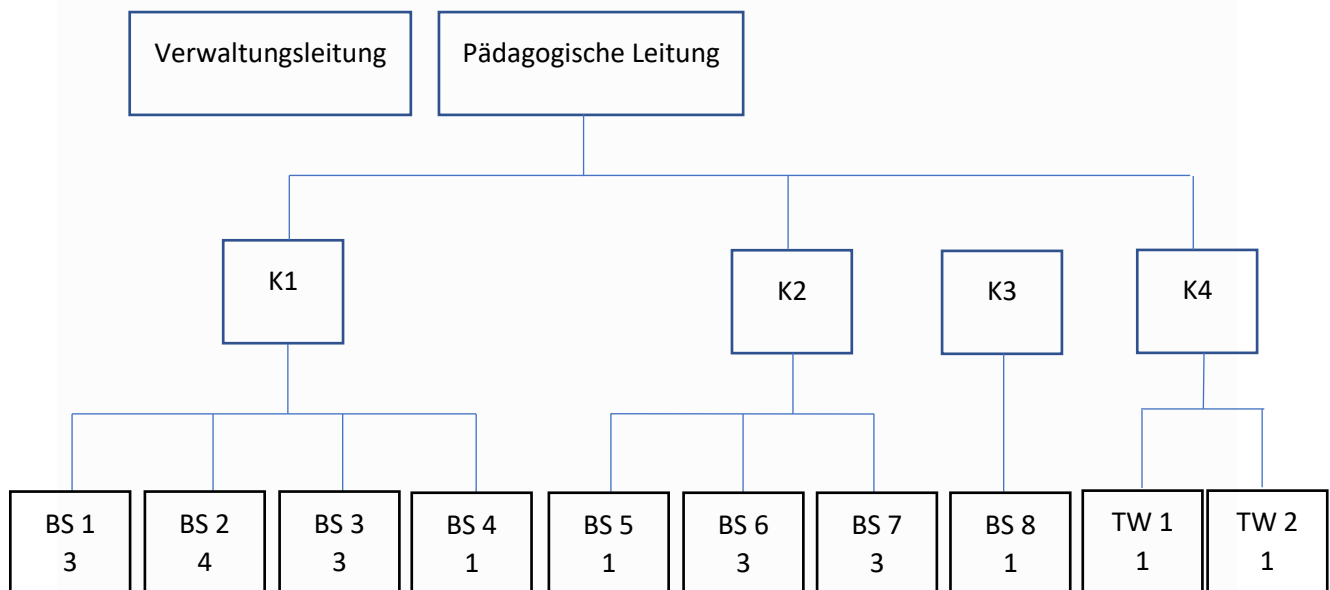 Verwaltungsleitung
Pädagogische Leitung
K1
K2
K3
K4
BS 1
3
BS 2
4
BS 3
3
BS 4
1
BS 5
1
BS 6
3
BS 7
3
BS 8
1
TW 1
1
TW 2
1